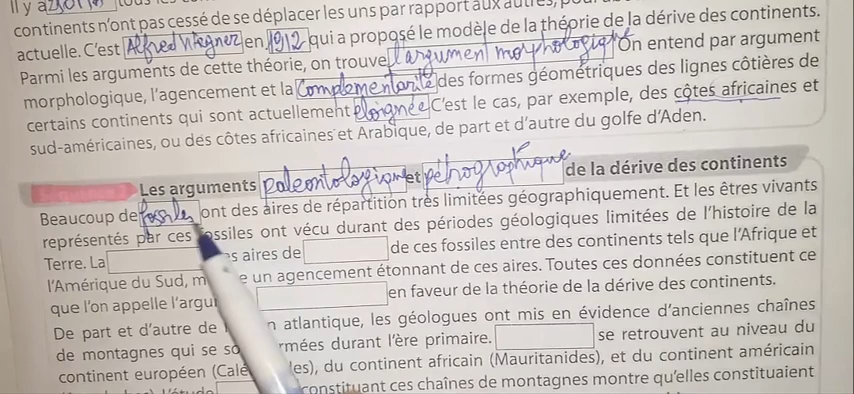 Il y a
continents n'ont pas cessé de se déplacer les uns par rapport aux autres, pour
actuelle. C'est Alfred Wegner en 1912 qui a proposé le modèle de la théorie de la dérive des continents.
Parmi les arguments de cette théorie, on trouve l'argument morphologique On entend par argument
morphologique, l'agencement et la Complementarité des formes géométriques des lignes côtières de
certains continents qui sont actuellement éloignée C'est le cas, par exemple, des côtes africaines et
sud-américaines, ou des côtes africaines et Arabique, de part et d'autre du golfe d'Aden.
Les arguments paleontologique et pétrographique de la dérive des continents
Beaucoup de fossiles ont des aires de répartition très limitées géographiquement. Et les êtres vivants
représentés par ces fossiles ont vécu durant des périodes géologiques limitées de l'histoire de la
Terre. La s aires de de ces fossiles entre des continents tels que l'Afrique et
l'Amérique du Sud, m e un agencement étonnant de ces aires. Toutes ces données constituent ce
que l'on appelle l'argu en faveur de la théorie de la dérive des continents.
De part et d'autre de n atlantique, les géologues ont mis en évidence d'anciennes chaînes
de montagnes qui se so rmées durant l'ère primaire. se retrouvent au niveau du
continent européen (Calé es), du continent africain (Mauritanides), et du continent américain
l'étude constituant ces chaînes de montagnes montre qu'elles constituaient